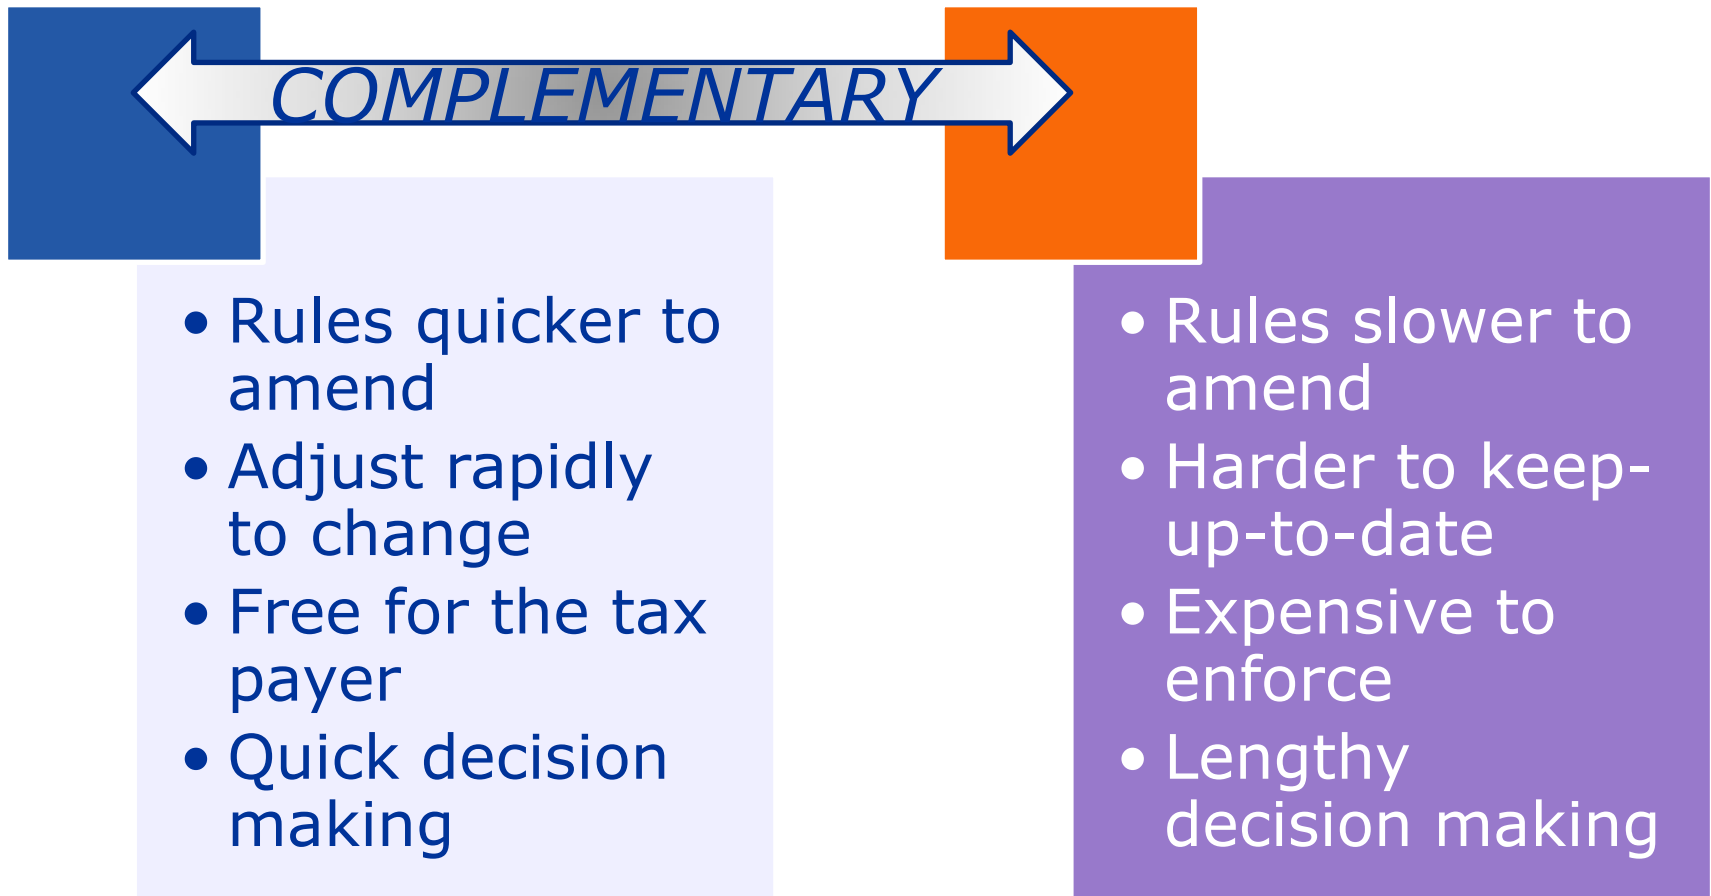 COMPLEMENTARY
• Rules quicker to
amend
• Adjust rapidly
to change
• Free for the tax
payer
• Quick decision
making
• Rules slower to
amend
• Harder to keep-
up-to-date
• Expensive to
enforce
• Lengthy
decision making